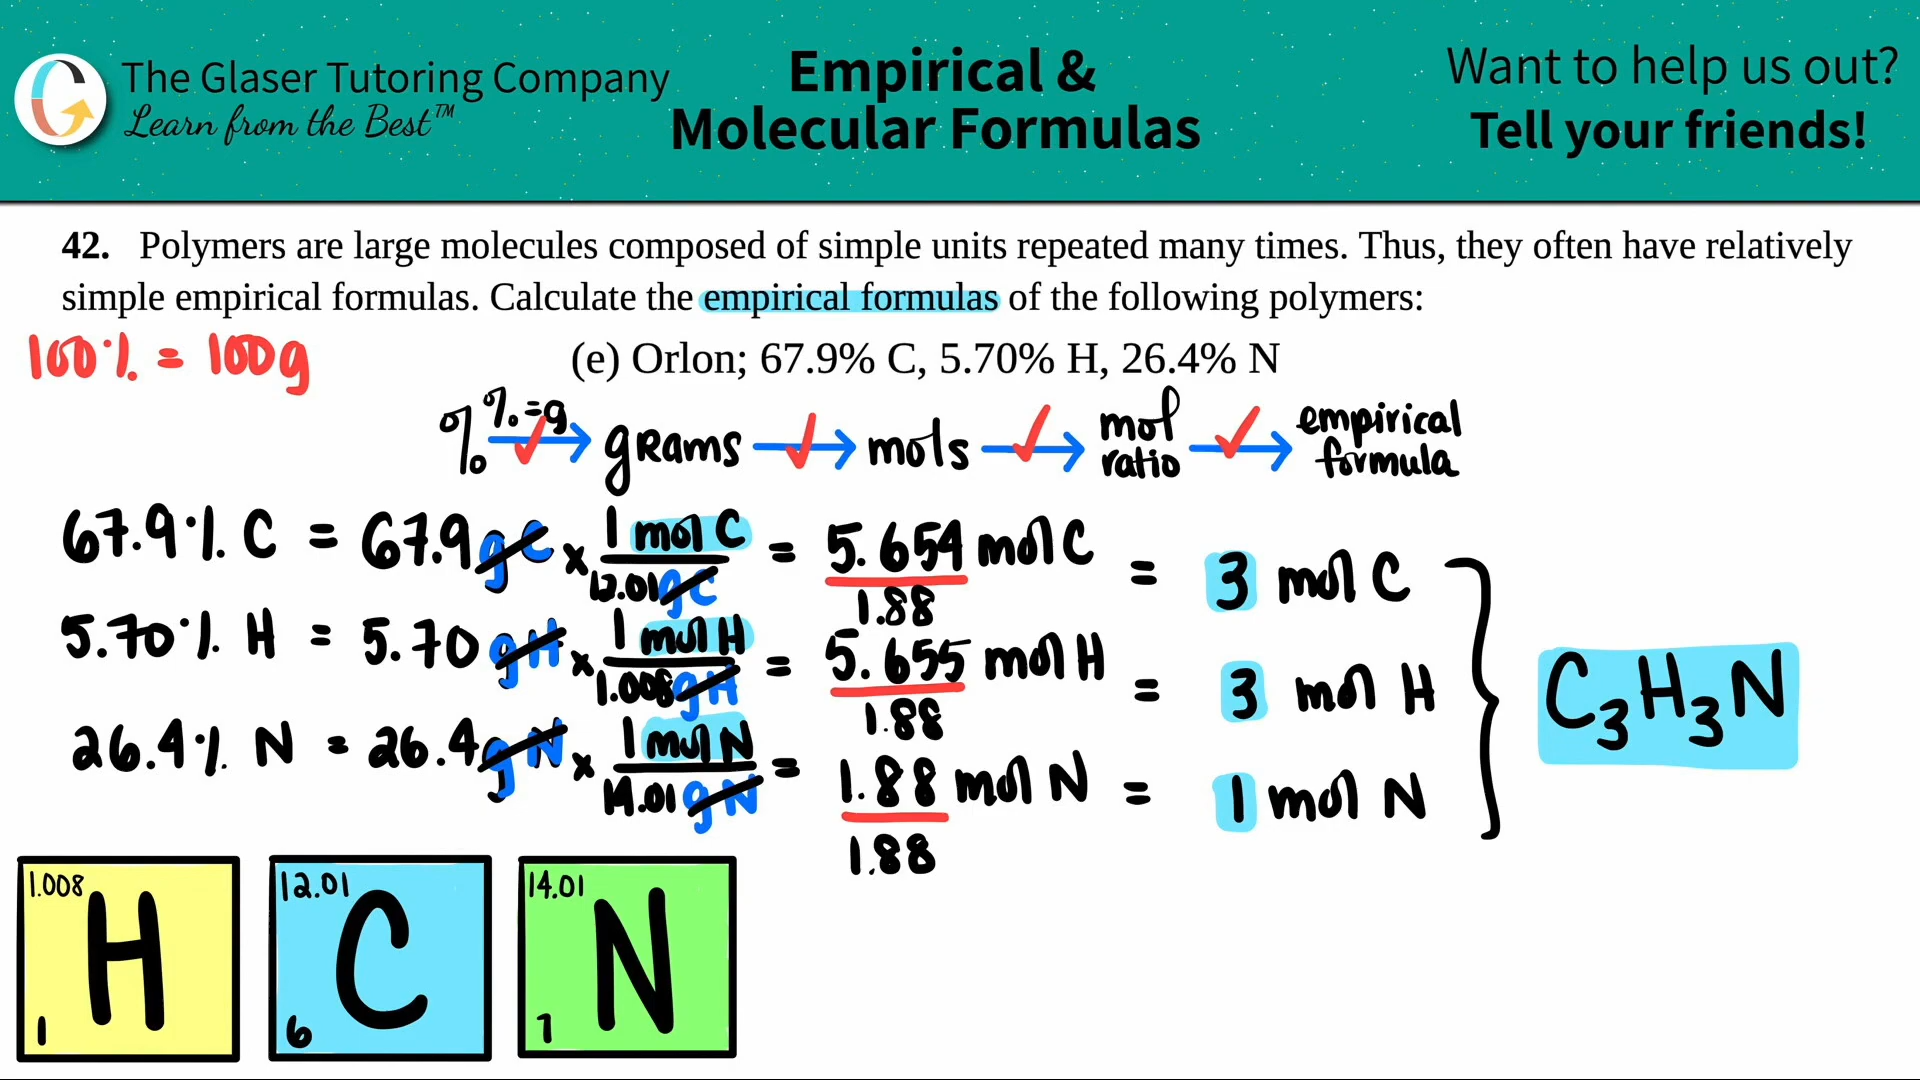 The Glaser Tutoring Company
Learn from the Best™
Empirical &
Molecular Formulas
Want to help us out?
Tell your friends!
42. Polymers are large molecules composed of simple units repeated many times. Thus, they often have relatively
simple empirical formulas. Calculate the empirical formulas of the following polymers:
100% = 100g
(e) Orlon; 67.9% C, 5.70% H, 26.4% N
% %=g → grams → mols → mol ratio → empirical formula
67.9% C = 67.9 g C × 1 mol C / 12.01 g C = 5.654 mol C / 1.88 = 3 mol C
5.70% H = 5.70 g H × 1 mol H / 1.008 g H = 5.655 mol H / 1.88 = 3 mol H
26.4% N = 26.4 g N × 1 mol N / 14.01 g N = 1.88 mol N / 1.88 = 1 mol N
C₃H₃N
1.008
H
1
12.01
C
6
14.01
N
7